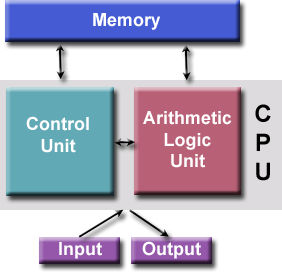 Memory
Control
Unit
Arithmetic
Logic
Unit
C
P
U
Input
Output